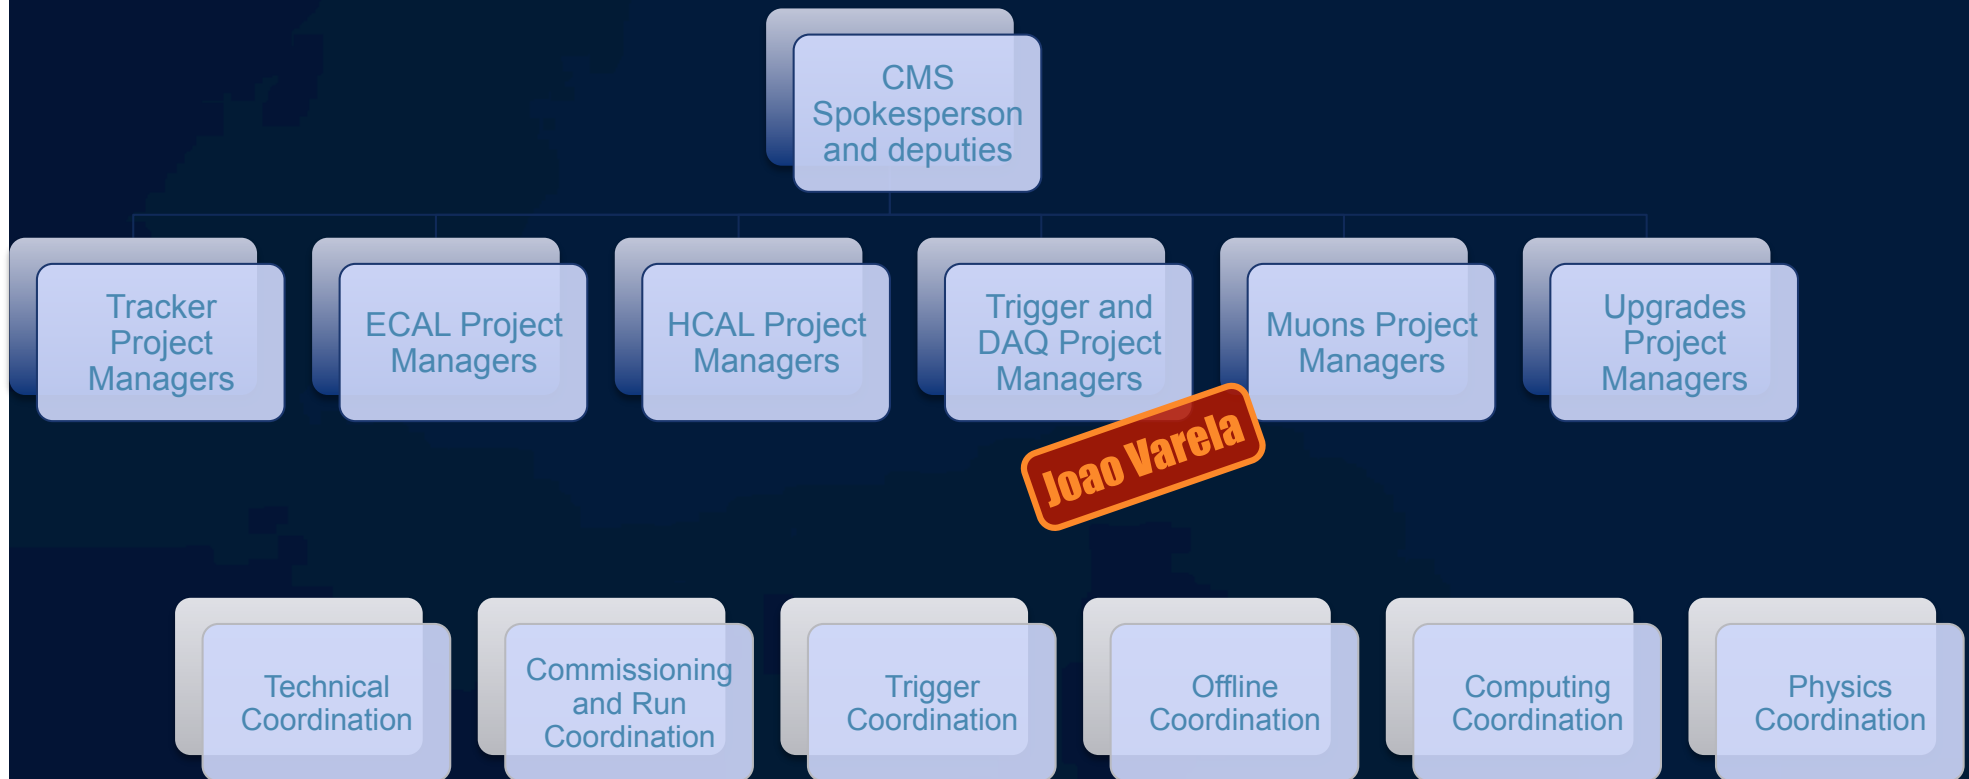 CMS
Spokesperson
and deputies
Tracker
Project
Managers
ECAL Project
Managers
HCAL Project
Managers
Trigger and
DAQ Project
Managers
Muons Project
Managers
Upgrades
Project
Managers
Joao Varela
Technical
Coordination
Commissioning
and Run
Coordination
Trigger
Coordination
Offline
Coordination
Computing
Coordination
Physics
Coordination